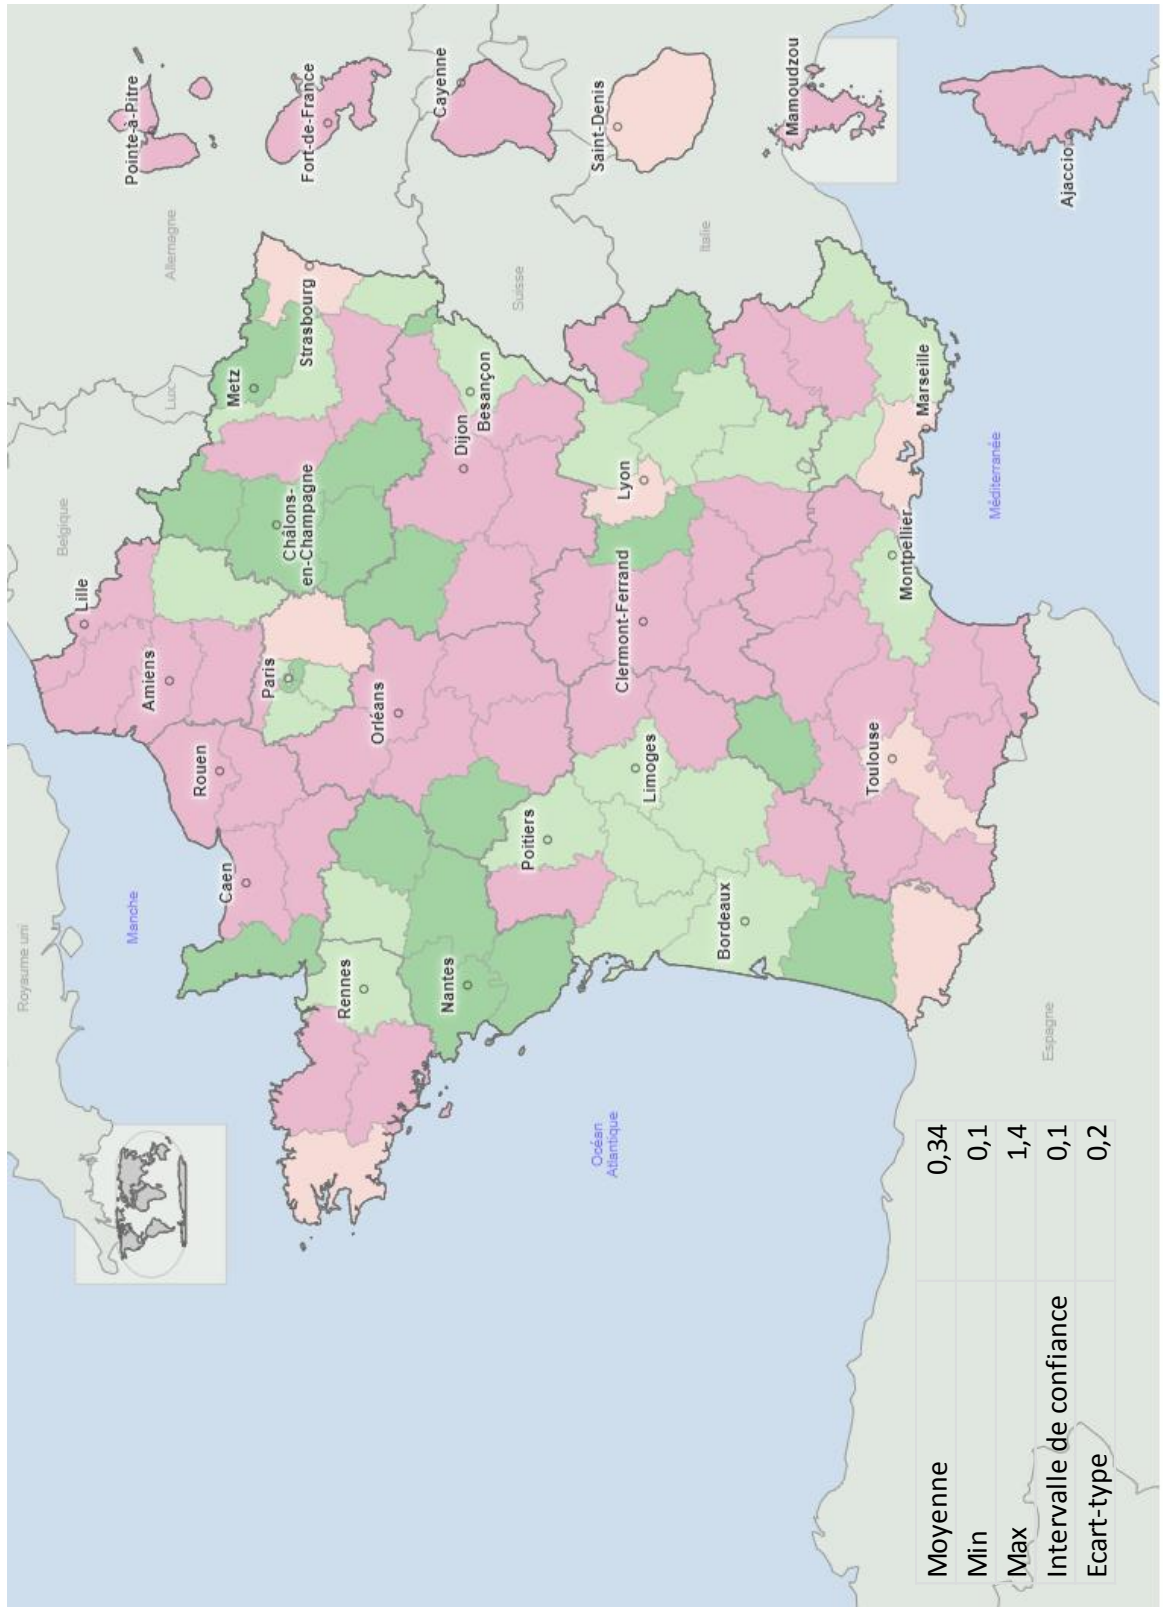 Royaume uni
Manche
Belgique
Lux.
Allemagne
Suisse
Italie
Espagne
Océan
Atlantique
Méditerranée
Lille
Amiens
Rouen
Caen
Paris
Châlons-
en-Champagne
Metz
Strasbourg
Rennes
Nantes
Orléans
Dijon
Besançon
Poitiers
Limoges
Clermont-Ferrand
Lyon
Bordeaux
Toulouse
Montpellier
Marseille
Pointe-à-Pitre
Fort-de-France
Cayenne
Saint-Denis
Mamoudzou
Ajaccio
Moyenne 0,34
Min 0,1
Max 1,4
Intervalle de confiance 0,1
Ecart-type 0,2